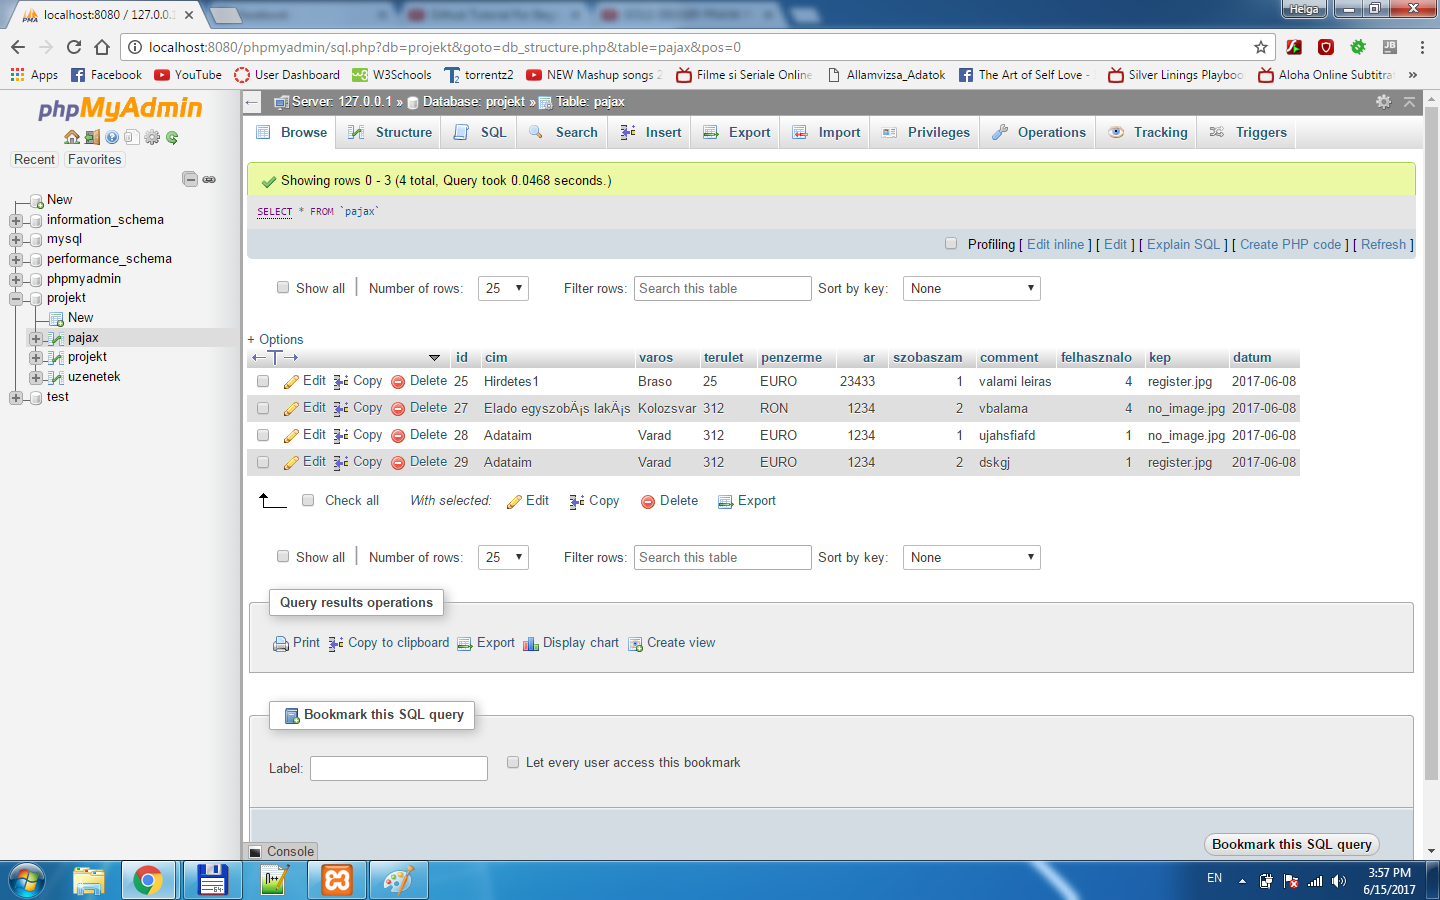 localhost:8080 / 127.0.0.1
Helga
localhost:8080/phpmyadmin/sql.php?db=projekt&goto=db_structure.php&table=pajax&pos=0
Apps Facebook YouTube User Dashboard W3Schools torrentz2 NEW Mashup songs 2 Filme si Seriale Online Allamvizsa_Adatok The Art of Self Love - Silver Linings Playboo Aloha Online Subtitra »
phpMyAdmin
Recent Favorites
New
information_schema
mysql
performance_schema
phpmyadmin
projekt
New
pajax
projekt
uzenetek
test
Server: 127.0.0.1 » Database: projekt » Table: pajax
Browse Structure SQL Search Insert Export Import Privileges Operations Tracking Triggers
Showing rows 0 - 3 (4 total, Query took 0.0468 seconds.)
SELECT * FROM `pajax`
Profiling [ Edit inline ] [ Edit ] [ Explain SQL ] [ Create PHP code ] [ Refresh ]
Show all Number of rows: 25 Filter rows: Search this table Sort by key: None
+ Options
id cim varos terulet penzerme ar szobaszam comment felhasznalo kep datum
Edit Copy Delete 25 Hirdetes1 Braso 25 EURO 23433 1 valami leiras 4 register.jpg 2017-06-08
Edit Copy Delete 27 Elado egyszobÃ¡s lakÃ¡s Kolozsvar 312 RON 1234 2 vbalama 4 no_image.jpg 2017-06-08
Edit Copy Delete 28 Adataim Varad 312 EURO 1234 1 ujahsfiafd 1 no_image.jpg 2017-06-08
Edit Copy Delete 29 Adataim Varad 312 EURO 1234 2 dskgj 1 register.jpg 2017-06-08
Check all With selected: Edit Copy Delete Export
Show all Number of rows: 25 Filter rows: Search this table Sort by key: None
Query results operations
Print Copy to clipboard Export Display chart Create view
Bookmark this SQL query
Label: Let every user access this bookmark
Bookmark this SQL query
Console
EN 3:57 PM
6/15/2017